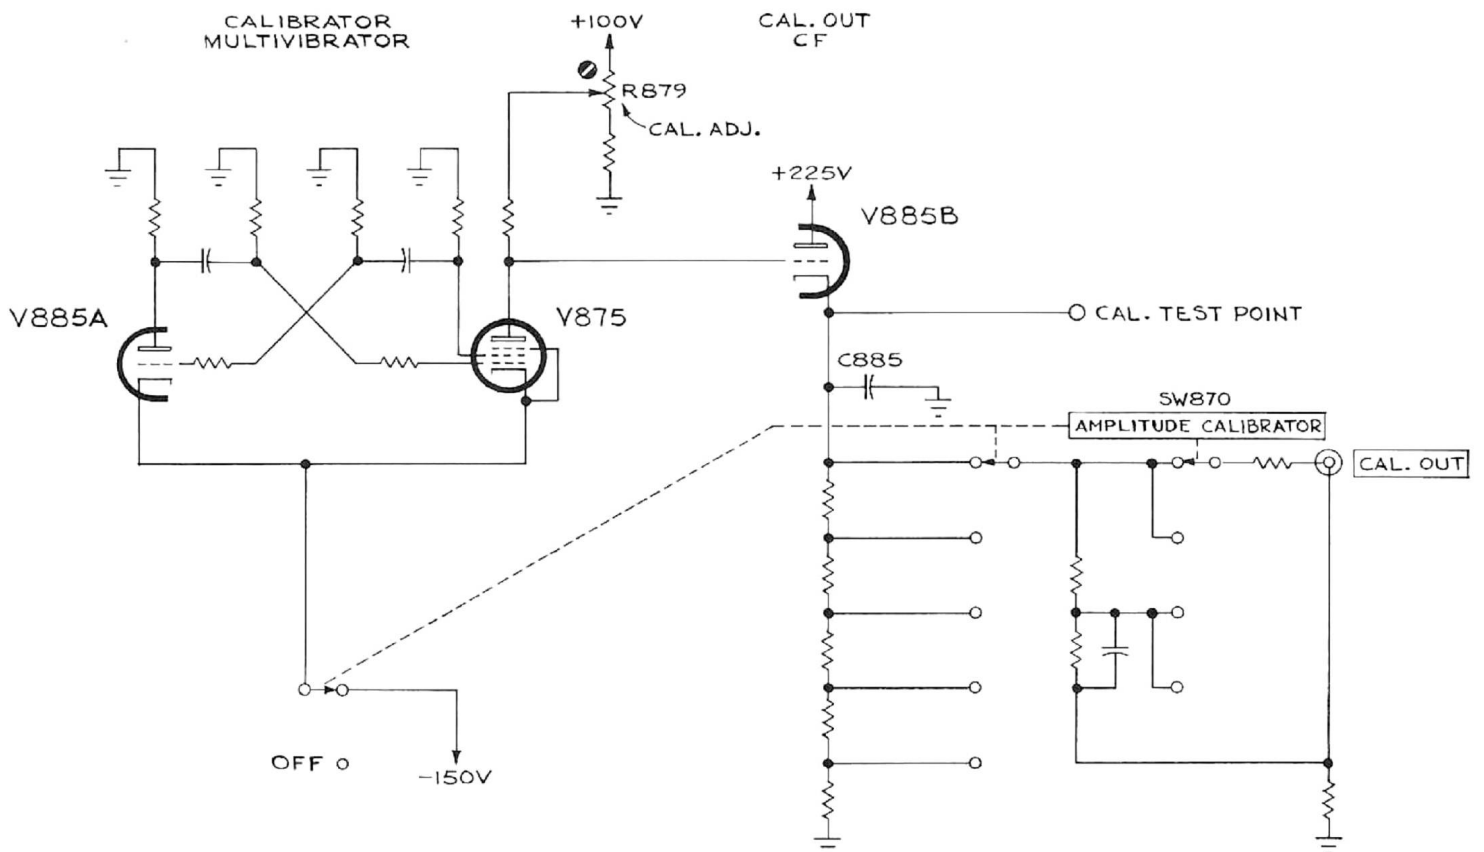 CALIBRATOR
MULTIVIBRATOR
+100V
CAL. OUT
CF
R879
CAL. ADJ.
+225V
V885B
V885A
V875
CAL. TEST POINT
C885
SW870
AMPLITUDE CALIBRATOR
CAL. OUT
OFF
-150V